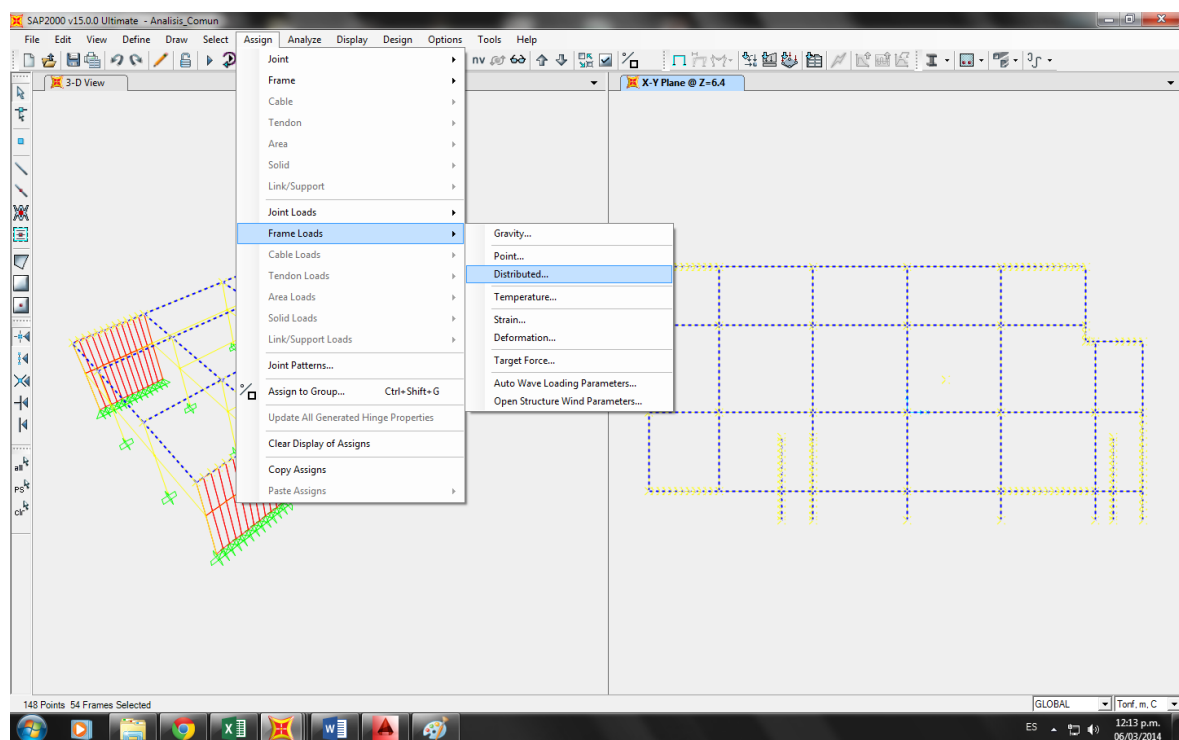 SAP2000 v15.0.0 Ultimate - Analisis_Comun
File Edit View Define Draw Select Assign Analyze Display Design Options Tools Help
nv
3-D View
X-Y Plane @ Z=6.4
Joint
Frame
Cable
Tendon
Area
Solid
Link/Support
Joint Loads
Frame Loads
Cable Loads
Tendon Loads
Area Loads
Solid Loads
Link/Support Loads
Joint Patterns...
Assign to Group... Ctrl+Shift+G
Update All Generated Hinge Properties
Clear Display of Assigns
Copy Assigns
Paste Assigns
Gravity...
Point...
Distributed...
Temperature...
Strain...
Deformation...
Target Force...
Auto Wave Loading Parameters...
Open Structure Wind Parameters...
all
PS
clr
148 Points 54 Frames Selected
GLOBAL
Tonf, m, C
ES
12:13 p.m.
06/03/2014